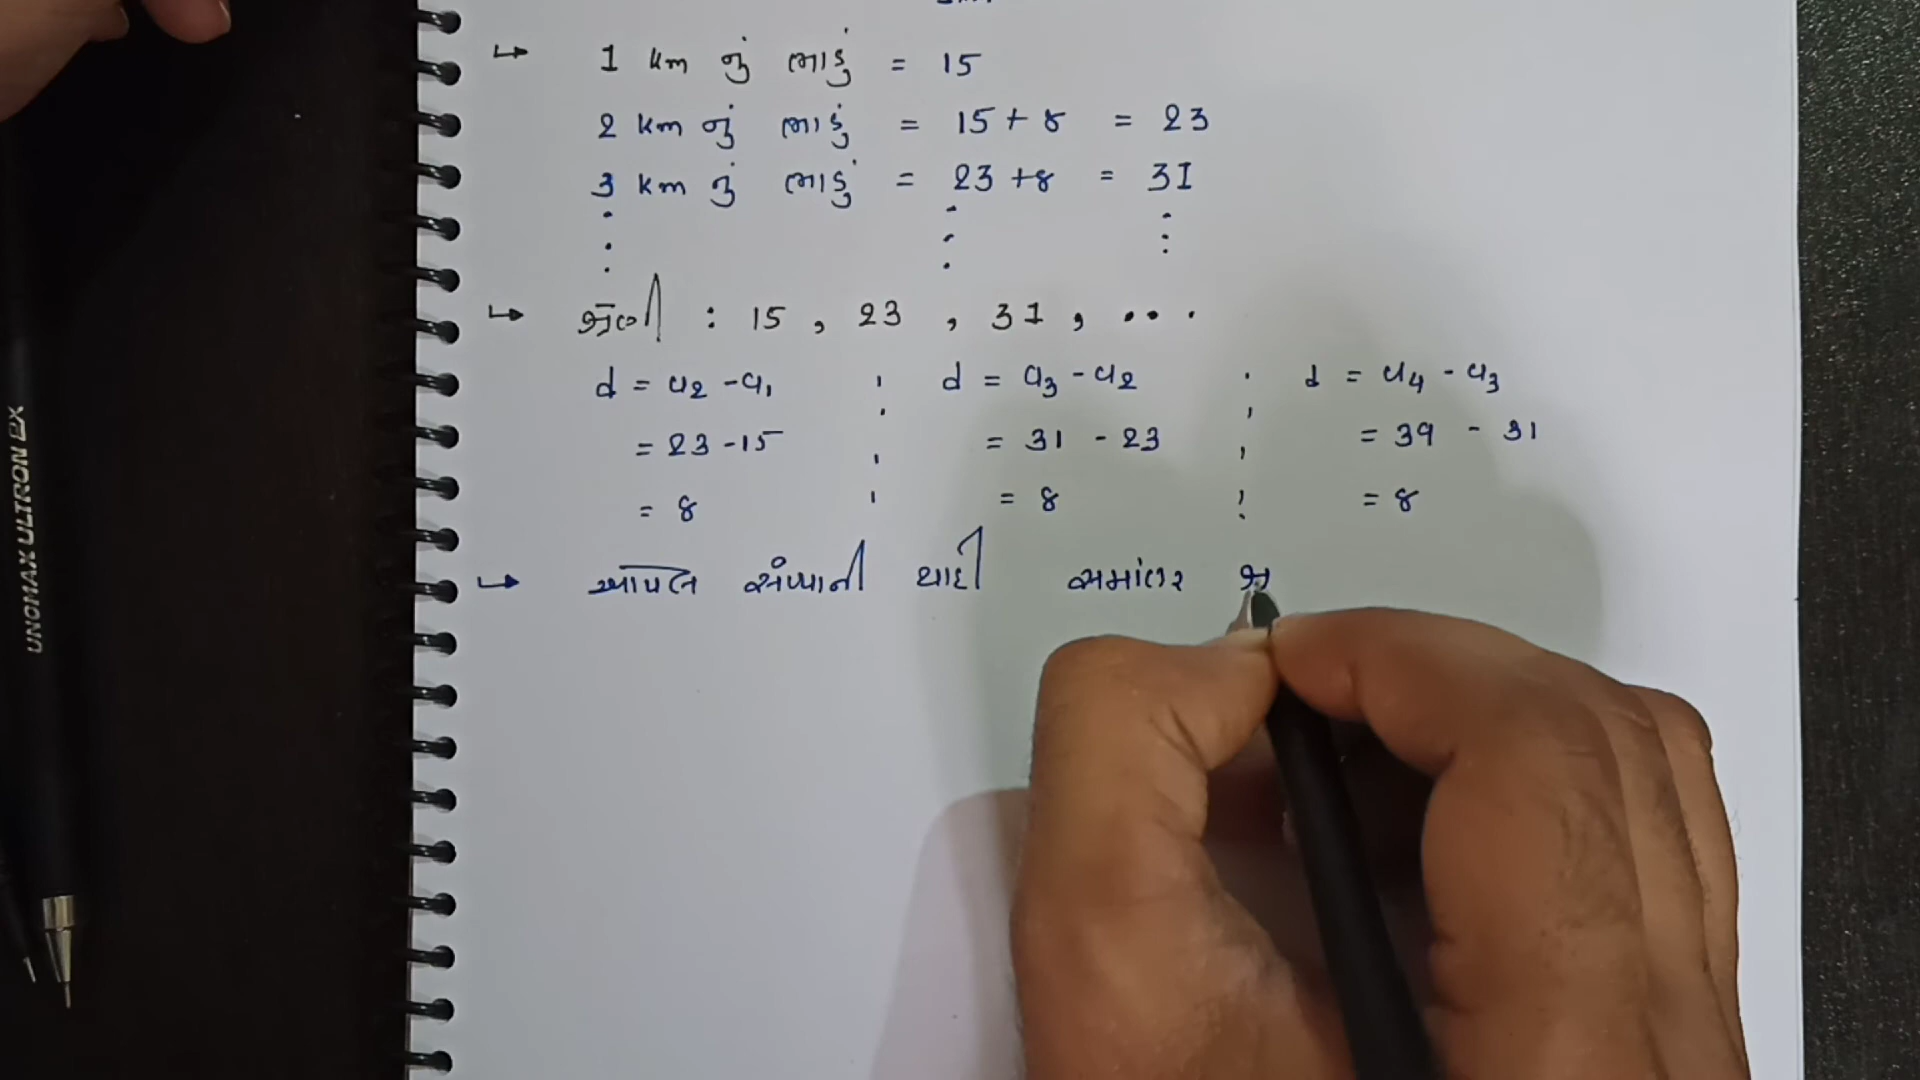 ↳ 1 km નું ભાડું = 15
2 km નું ભાડું = 15 + 8 = 23
3 km નું ભાડું = 23 + 8 = 31
↳ શ્રેણી : 15 , 23 , 31 , ...
d = a₂ - a₁ d = a₃ - a₂ d = a₄ - a₃
= 23 - 15 = 31 - 23 = 39 - 31
= 8 = 8 = 8
↳ આપેલ સંખ્યાની યાદી સમાંતર શ્ર
UNOMAX ULTRON 2X